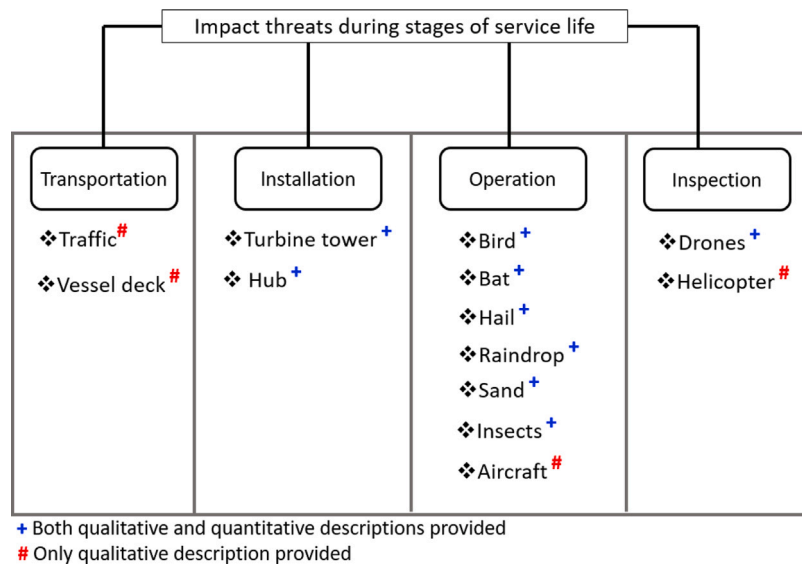 Impact threats during stages of service life
Transportation
❖Traffic#
❖Vessel deck #
Installation
❖Turbine tower +
❖ Hub +
Operation
❖Bird +
❖Bat +
❖Hail +
❖Raindrop +
❖Sand +
❖Insects +
❖Aircraft #
Inspection
❖Drones +
❖Helicopter #
+ Both qualitative and quantitative descriptions provided
# Only qualitative description provided